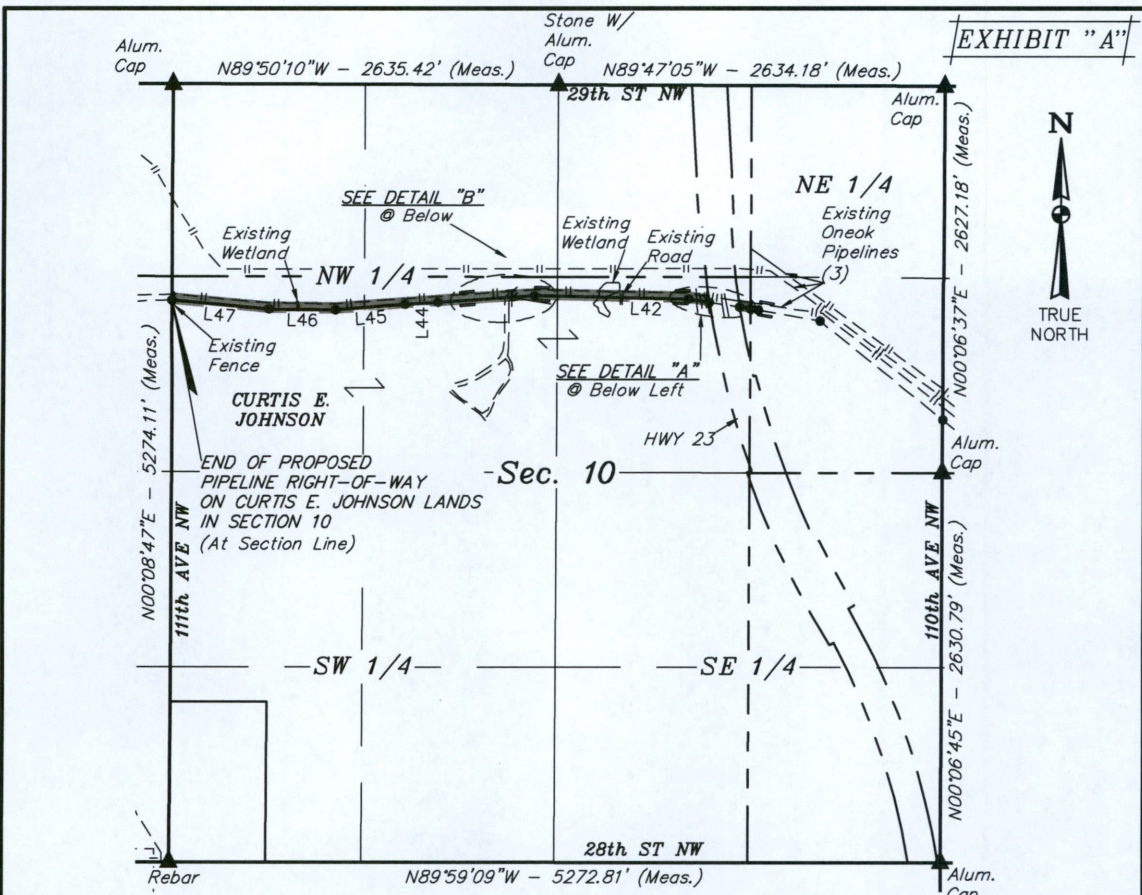 EXHIBIT "A"
Stone W/
Alum.
Cap
Alum.
Cap
N89°50'10"W - 2635.42' (Meas.)
N89°47'05"W - 2634.18' (Meas.)
29th ST NW
Alum.
Cap
N
TRUE
NORTH
NE 1/4
SEE DETAIL "B"
@ Below
Existing
Wetland
NW 1/4
Existing
Wetland
Existing
Road
Existing
Oneok
Pipelines
(3)
N00°06'37"E - 2627.18' (Meas.)
L47
L46
L45
L44
L42
Existing
Fence
SEE DETAIL "A"
@ Below Left
CURTIS E.
JOHNSON
HWY 23
Alum.
Cap
END OF PROPOSED
PIPELINE RIGHT-OF-WAY
ON CURTIS E. JOHNSON LANDS
IN SECTION 10
(At Section Line)
Sec. 10
N00°08'47"E - 5274.11' (Meas.)
111th AVE NW
110th AVE NW
N00°06'45"E - 2630.79' (Meas.)
SW 1/4
SE 1/4
28th ST NW
Rebar
N89°59'09"W - 5272.81' (Meas.)
Alum.
Cap